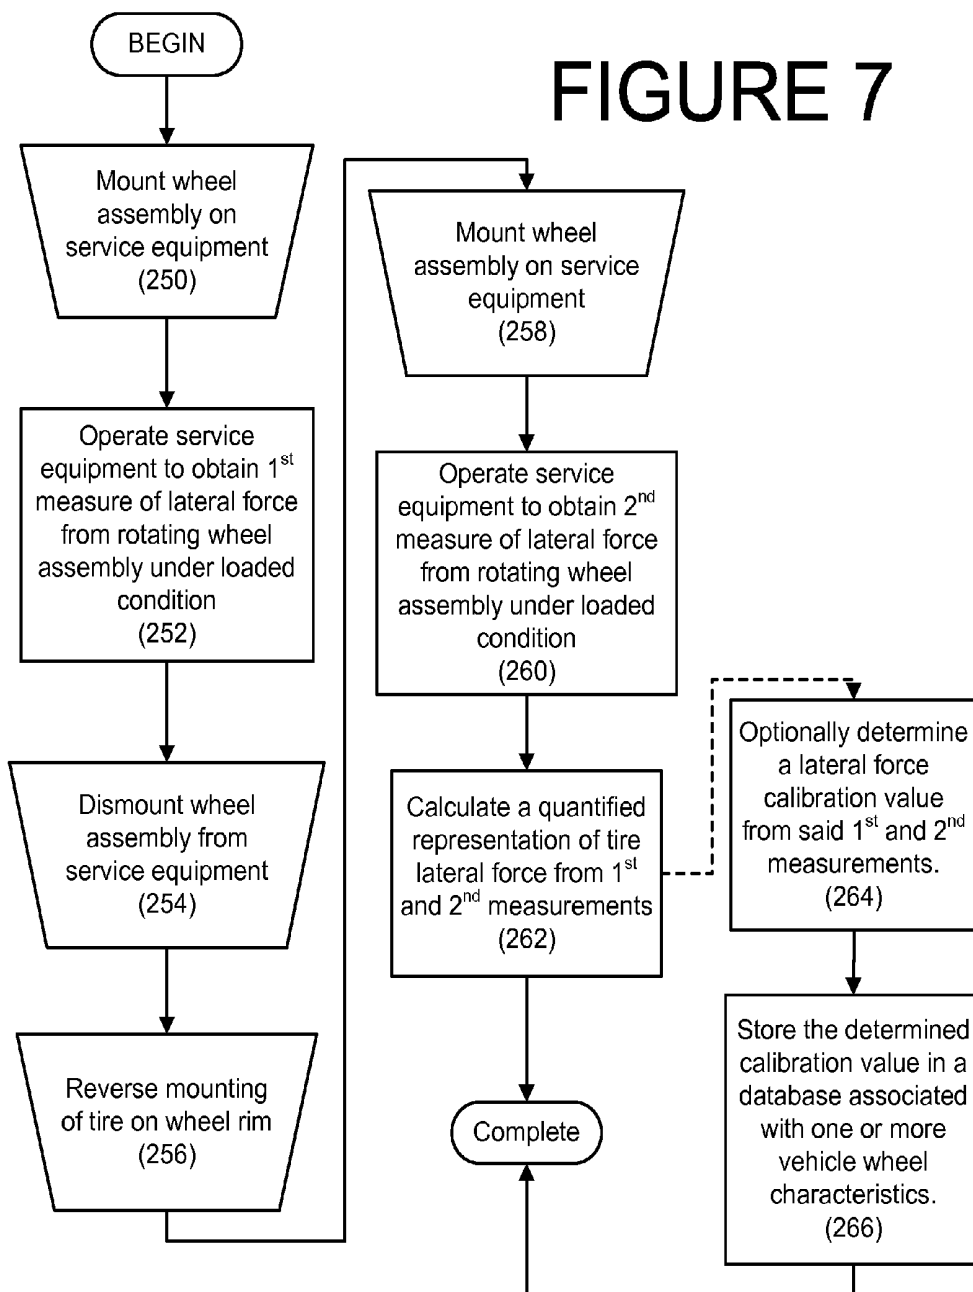 BEGIN
FIGURE 7
Mount wheel
assembly on
service equipment
(250)
Operate service
equipment to obtain 1st
measure of lateral force
from rotating wheel
assembly under loaded
condition
(252)
Dismount wheel
assembly from
service equipment
(254)
Reverse mounting
of tire on wheel rim
(256)
Mount wheel
assembly on service
equipment
(258)
Operate service
equipment to obtain 2nd
measure of lateral force
from rotating wheel
assembly under loaded
condition
(260)
Calculate a quantified
representation of tire
lateral force from 1st
and 2nd measurements
(262)
Complete
Optionally determine
a lateral force
calibration value
from said 1st and 2nd
measurements.
(264)
Store the determined
calibration value in a
database associated
with one or more
vehicle wheel
characteristics.
(266)